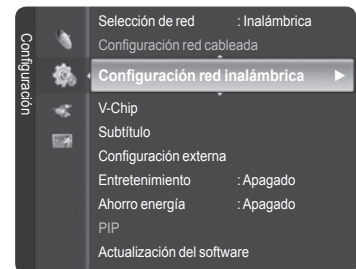 Configuración
Selección de red : Inalámbrica
Configuración red cableada
Configuración red inalámbrica
V-Chip
Subtítulo
Configuración externa
Entretenimiento : Apagado
Ahorro energía : Apagado
PIP
Actualización del software